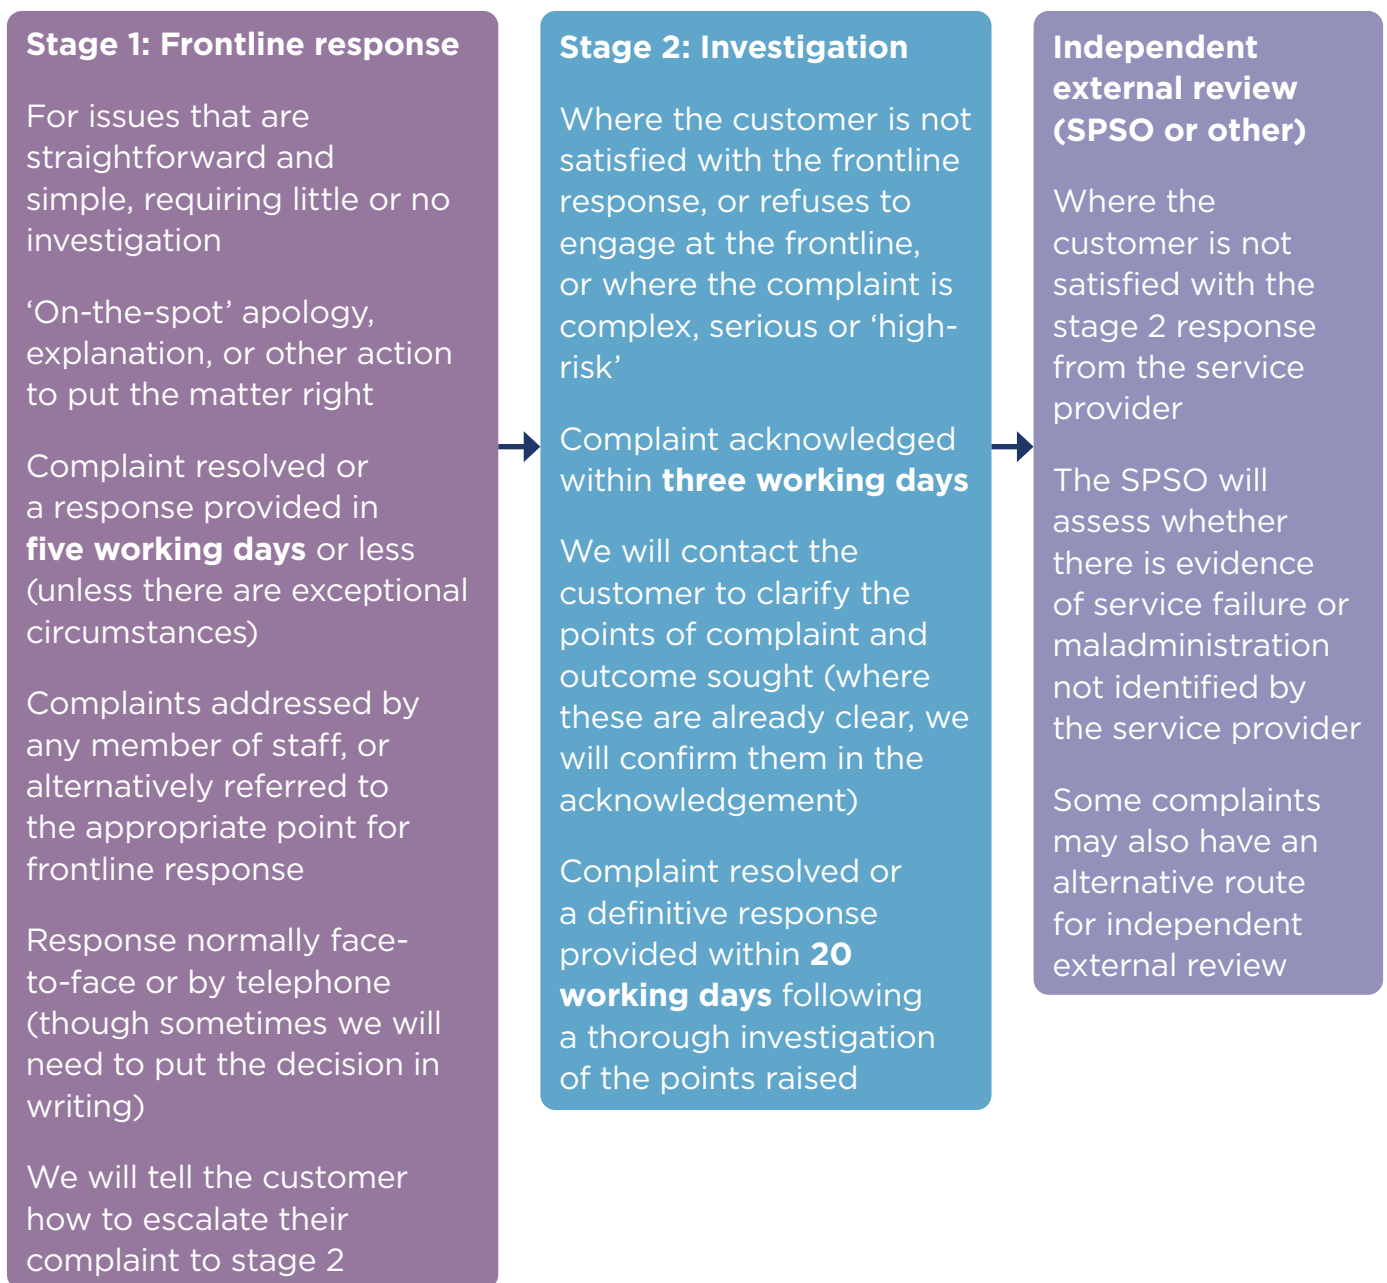 Stage 1: Frontline response
For issues that are
straightforward and
simple, requiring little or no
investigation
‘On-the-spot’ apology,
explanation, or other action
to put the matter right
Complaint resolved or
a response provided in
five working days or less
(unless there are exceptional
circumstances)
Complaints addressed by
any member of staff, or
alternatively referred to
the appropriate point for
frontline response
Response normally face-
to-face or by telephone
(though sometimes we will
need to put the decision in
writing)
We will tell the customer
how to escalate their
complaint to stage 2
Stage 2: Investigation
Where the customer is not
satisfied with the frontline
response, or refuses to
engage at the frontline,
or where the complaint is
complex, serious or ‘high-
risk’
Complaint acknowledged
within three working days
We will contact the
customer to clarify the
points of complaint and
outcome sought (where
these are already clear, we
will confirm them in the
acknowledgement)
Complaint resolved or
a definitive response
provided within 20
working days following
a thorough investigation
of the points raised
Independent
external review
(SPSO or other)
Where the
customer is not
satisfied with the
stage 2 response
from the service
provider
The SPSO will
assess whether
there is evidence
of service failure or
maladministration
not identified by
the service provider
Some complaints
may also have an
alternative route
for independent
external review